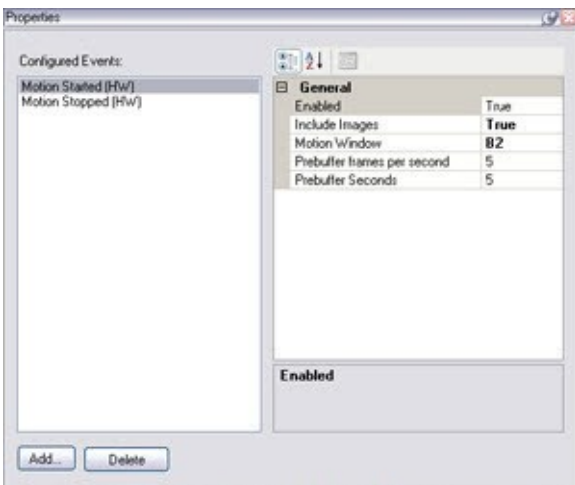 Properties
Configured Events:
Motion Started (HW)
Motion Stopped (HW)
General
Enabled True
Include Images True
Motion Window B2
Prebuffer frames per second 5
Prebuffer Seconds 5
Enabled
Add... Delete